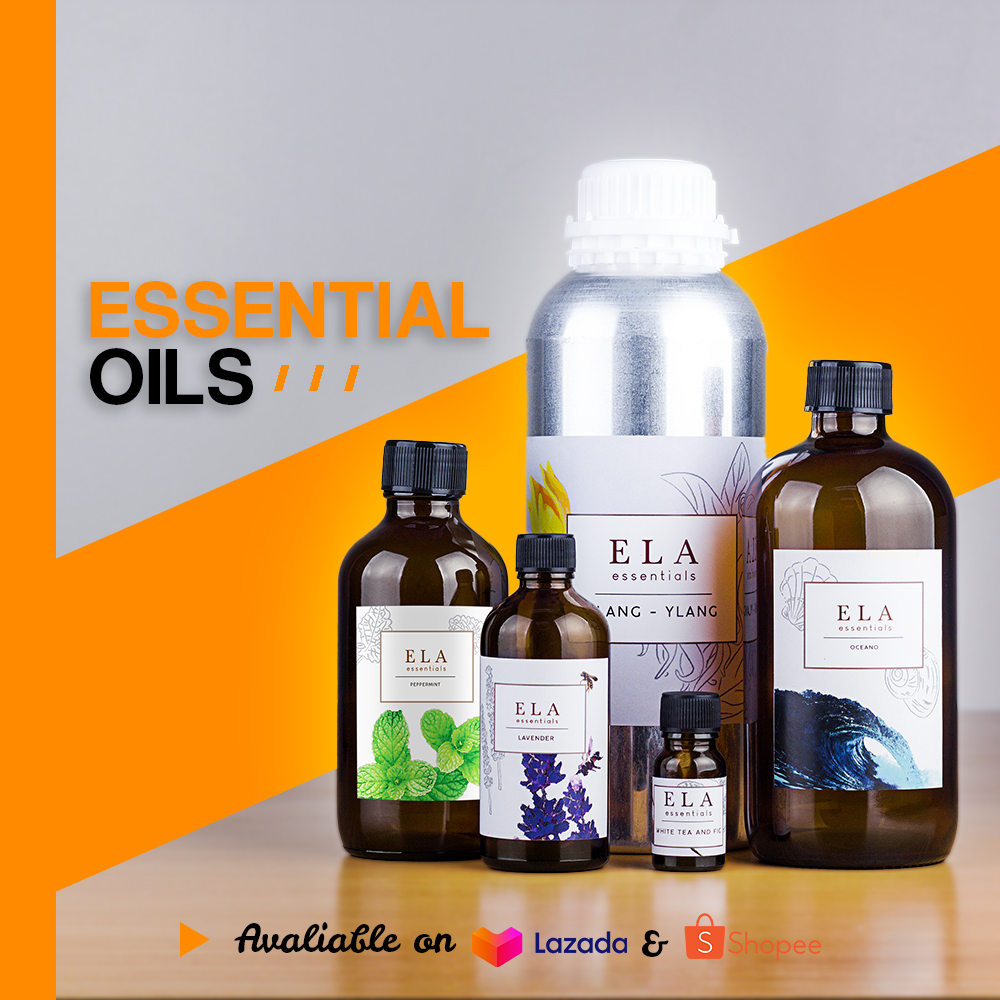 ESSENTIAL
OILS ///
ELA
essentials
PEPPERMINT
ELA
essentials
LAVENDER
ELA
essentials
LANG - YLANG
ELA
essentials
WHITE TEA AND FIG
ELA
essentials
OCEANO
Avaliable on Lazada & Shopee